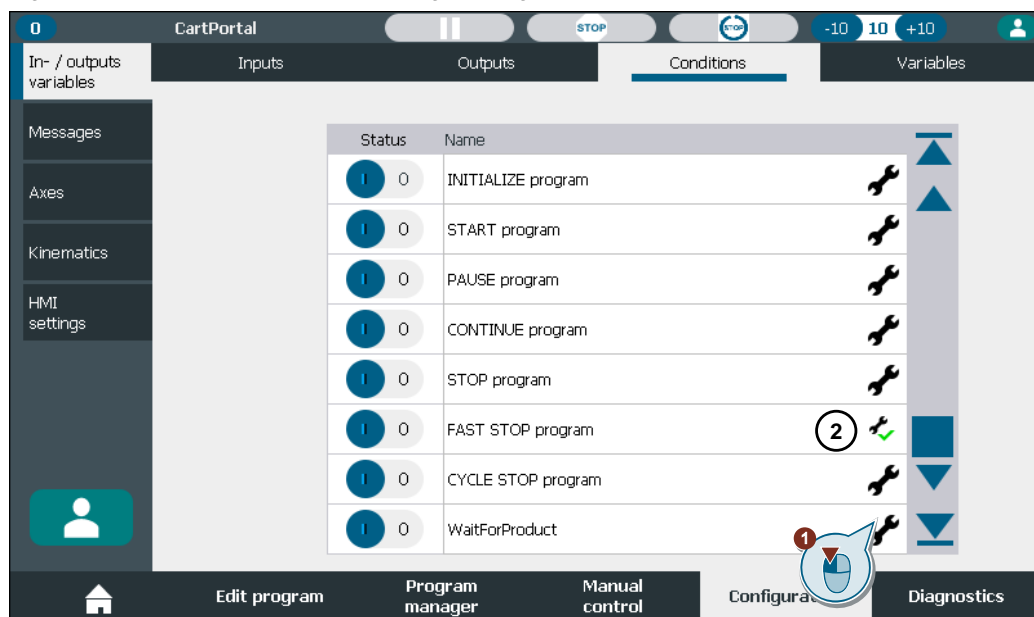 0
CartPortal
STOP
STOP
-10 10 +10
In- / outputs
variables
Inputs
Outputs
Conditions
Variables
Messages
Axes
Kinematics
HMI
settings
Status Name
I 0 INITIALIZE program
I 0 START program
I 0 PAUSE program
I 0 CONTINUE program
I 0 STOP program
I 0 FAST STOP program 2
I 0 CYCLE STOP program
I 0 WaitForProduct
1
Edit program
Program
manager
Manual
control
Configurat
Diagnostics